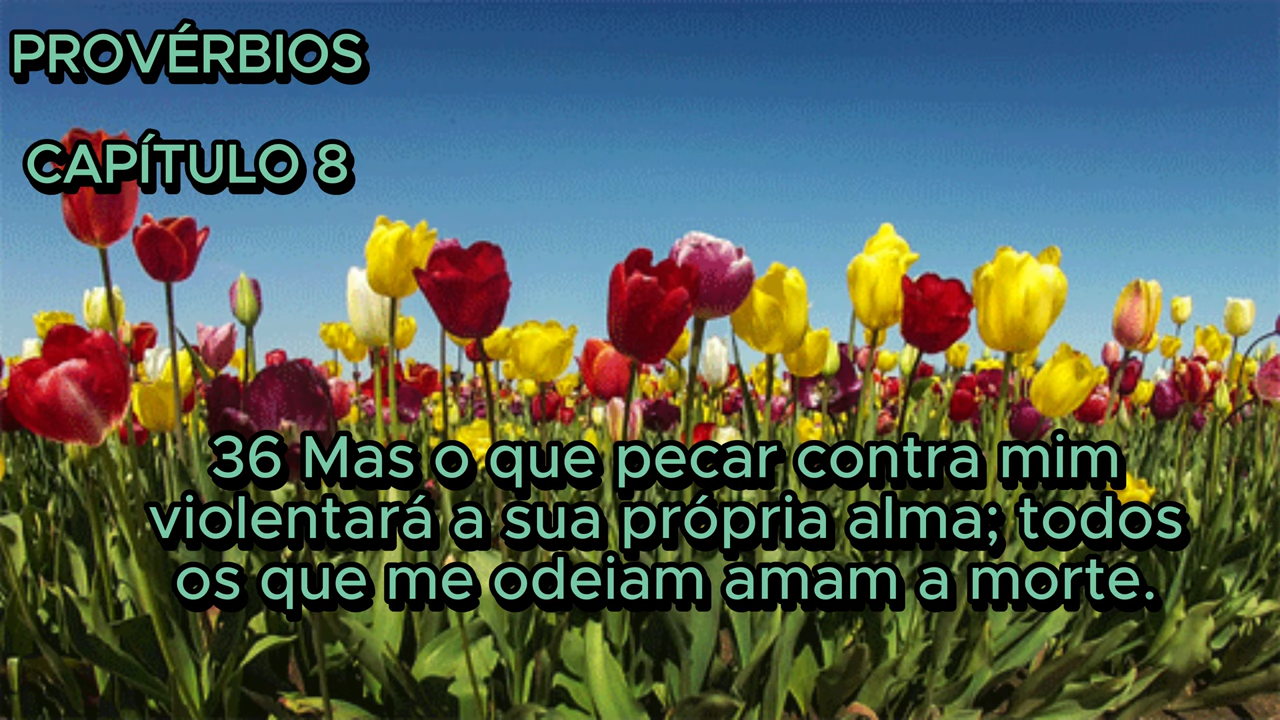 PROVÉRBIOS
CAPÍTULO 8
36 Mas o que pecar contra mim
violentará a sua própria alma; todos
os que me odeiam amam a morte.